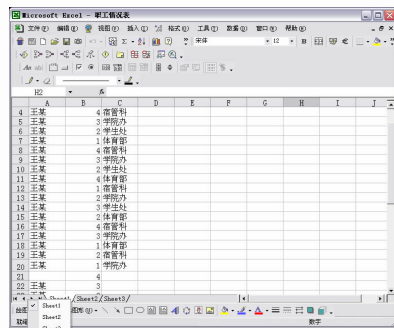 Microsoft Excel - 职工情况表
文件(F) 编辑(E) 视图(V) 插入(I) 格式(O) 工具(T) 数据(D) 窗口(W) 帮助(H)
宋体 12 B
H2 fx
A B C D E F G H I J
4 王某 4 宿管科
5 王某 3 学院办
6 王某 2 学生处
7 王某 1 体育部
8 王某 4 宿管科
9 王某 3 学院办
10 王某 2 学生处
11 王某 4 体育部
12 王某 1 宿管科
13 王某 2 学院办
14 王某 3 学生处
15 王某 2 体育部
16 王某 4 宿管科
17 王某 3 学院办
18 王某 1 体育部
19 王某 2 宿管科
20 王某 1 学院办
21 4
22 王某 3
Sheet1 Sheet2 Sheet3
Sheet1
Sheet2
绘图
数字